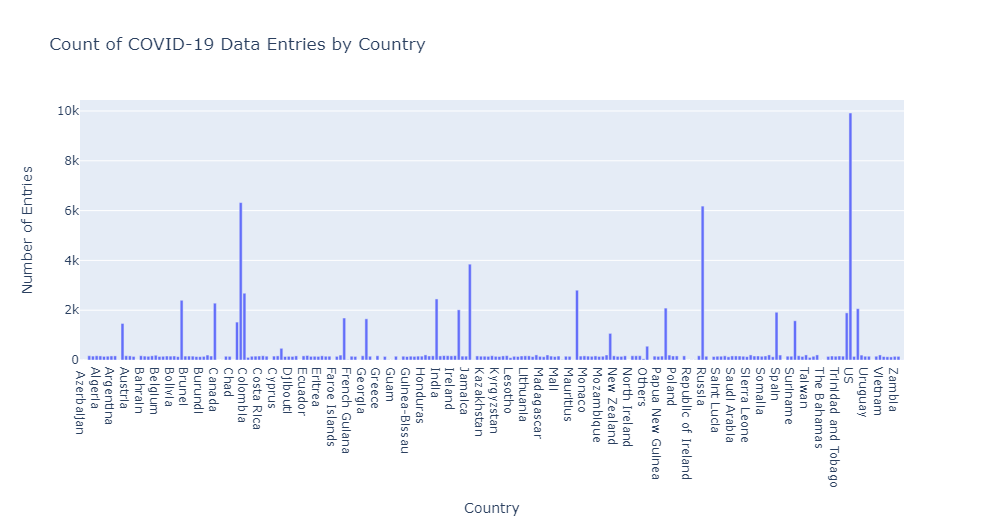 Count of COVID-19 Data Entries by Country
Number of Entries
10k
8k
6k
4k
2k
0
Azerbaijan
Algeria
Argentina
Austria
Bahrain
Belgium
Bolivia
Brunei
Burundi
Canada
Chad
Colombia
Costa Rica
Cyprus
Djibouti
Ecuador
Eritrea
Faroe Islands
French Guiana
Georgia
Greece
Guam
Guinea-Bissau
Honduras
India
Ireland
Jamaica
Kazakhstan
Kyrgyzstan
Lesotho
Lithuania
Madagascar
Mali
Mauritius
Monaco
Mozambique
New Zealand
North Ireland
Others
Papua New Guinea
Poland
Republic of Ireland
Russia
Saint Lucia
Saudi Arabia
Sierra Leone
Somalia
Spain
Suriname
Taiwan
The Bahamas
Trinidad and Tobago
US
Uruguay
Vietnam
Zambia
Country